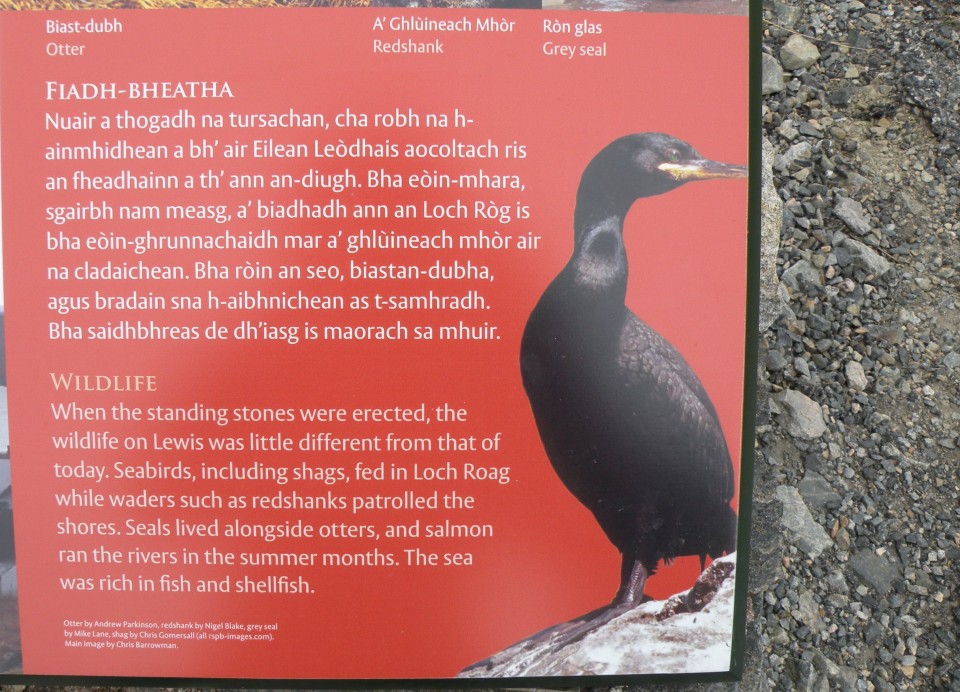 Biast-dubh
Otter
A' Ghlùineach Mhòr
Redshank
Ròn glas
Grey seal
FIADH-BHEATHA
Nuair a thogadh na tursachan, cha robh na h-
ainmhidhean a bh' air Eilean Leòdhais aocoltach ris
an fheadhainn a th' ann an-diugh. Bha eòin-mhara,
sgairbh nam measg, a' biadhadh ann an Loch Ròg is
bha eòin-ghrunnachaidh mar a' ghlùineach mhòr air
na cladaichean. Bha ròin an seo, biastan-dubha,
agus bradain sna h-aibhnichean as t-samhradh.
Bha saidhbhreas de dh'iasg is maorach sa mhuir.
WILDLIFE
When the standing stones were erected, the
wildlife on Lewis was little different from that of
today. Seabirds, including shags, fed in Loch Roag
while waders such as redshanks patrolled the
shores. Seals lived alongside otters, and salmon
ran the rivers in the summer months. The sea
was rich in fish and shellfish.
Otter by Andrew Parkinson, redshank by Nigel Blake, grey seal
by Mike Lane, shag by Chris Gomersall (all rspb-images.com).
Main image by Chris Barrowman.